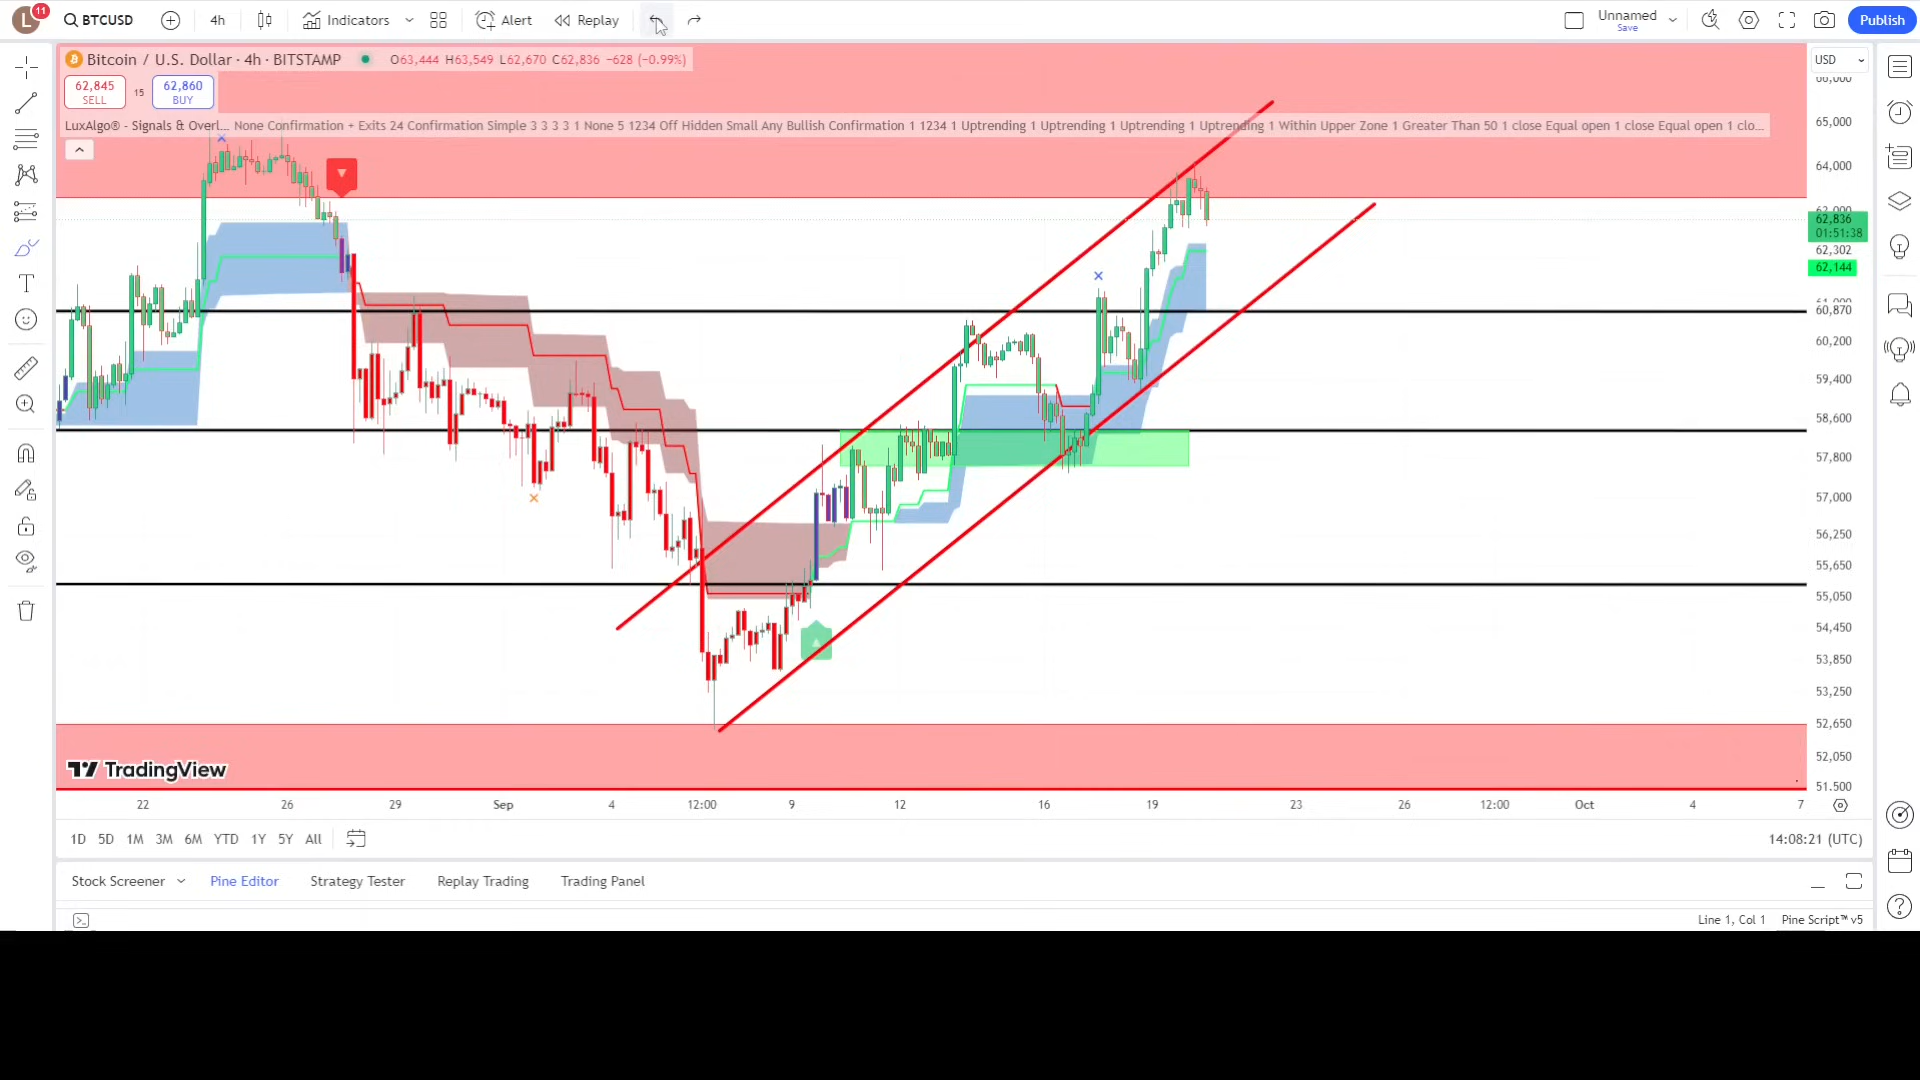 L 11 BTCUSD 4h Indicators Alert Replay Unnamed Save Publish
Bitcoin / U.S. Dollar · 4h · BITSTAMP O63,444 H63,549 L62,670 C62,836 −628 (−0.99%) USD
62,845 SELL 15 62,860 BUY
LuxAlgo® - Signals & Overl... None Confirmation + Exits 24 Confirmation Simple 3 3 3 3 1 None 5 1234 Off Hidden Small Any Bullish Confirmation 1 1234 1 Uptrending 1 Uptrending 1 Uptrending 1 Uptrending 1 Within Upper Zone 1 Greater Than 50 1 close Equal open 1 close Equal open 1 clo...
66,000
65,000
64,000
63,000
62,836
01:51:38
62,302
62,144
61,000
60,870
60,200
59,400
58,600
57,800
57,000
56,250
55,650
55,050
54,450
53,850
53,250
52,650
52,050
51.500
TradingView
22 26 29 Sep 4 12:00 9 12 16 19 23 26 12:00 Oct 4 7
1D 5D 1M 3M 6M YTD 1Y 5Y All 14:08:21 (UTC)
Stock Screener Pine Editor Strategy Tester Replay Trading Trading Panel
Line 1, Col 1 Pine Script™ v5